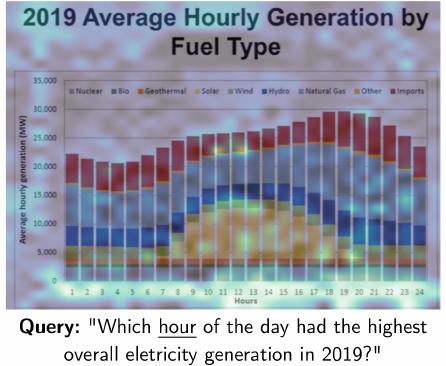 2019 Average Hourly Generation by
Fuel Type
Nuclear Bio Geothermal Solar Wind Hydro Natural Gas Other Imports
Average hourly generation (MW)
35,000
30,000
25,000
20,000
15,000
10,000
5,000
0
1 2 3 4 5 6 7 8 9 10 11 12 13 14 15 16 17 18 19 20 21 22 23 24
Hours
Query: "Which hour of the day had the highest
overall eletricity generation in 2019?"